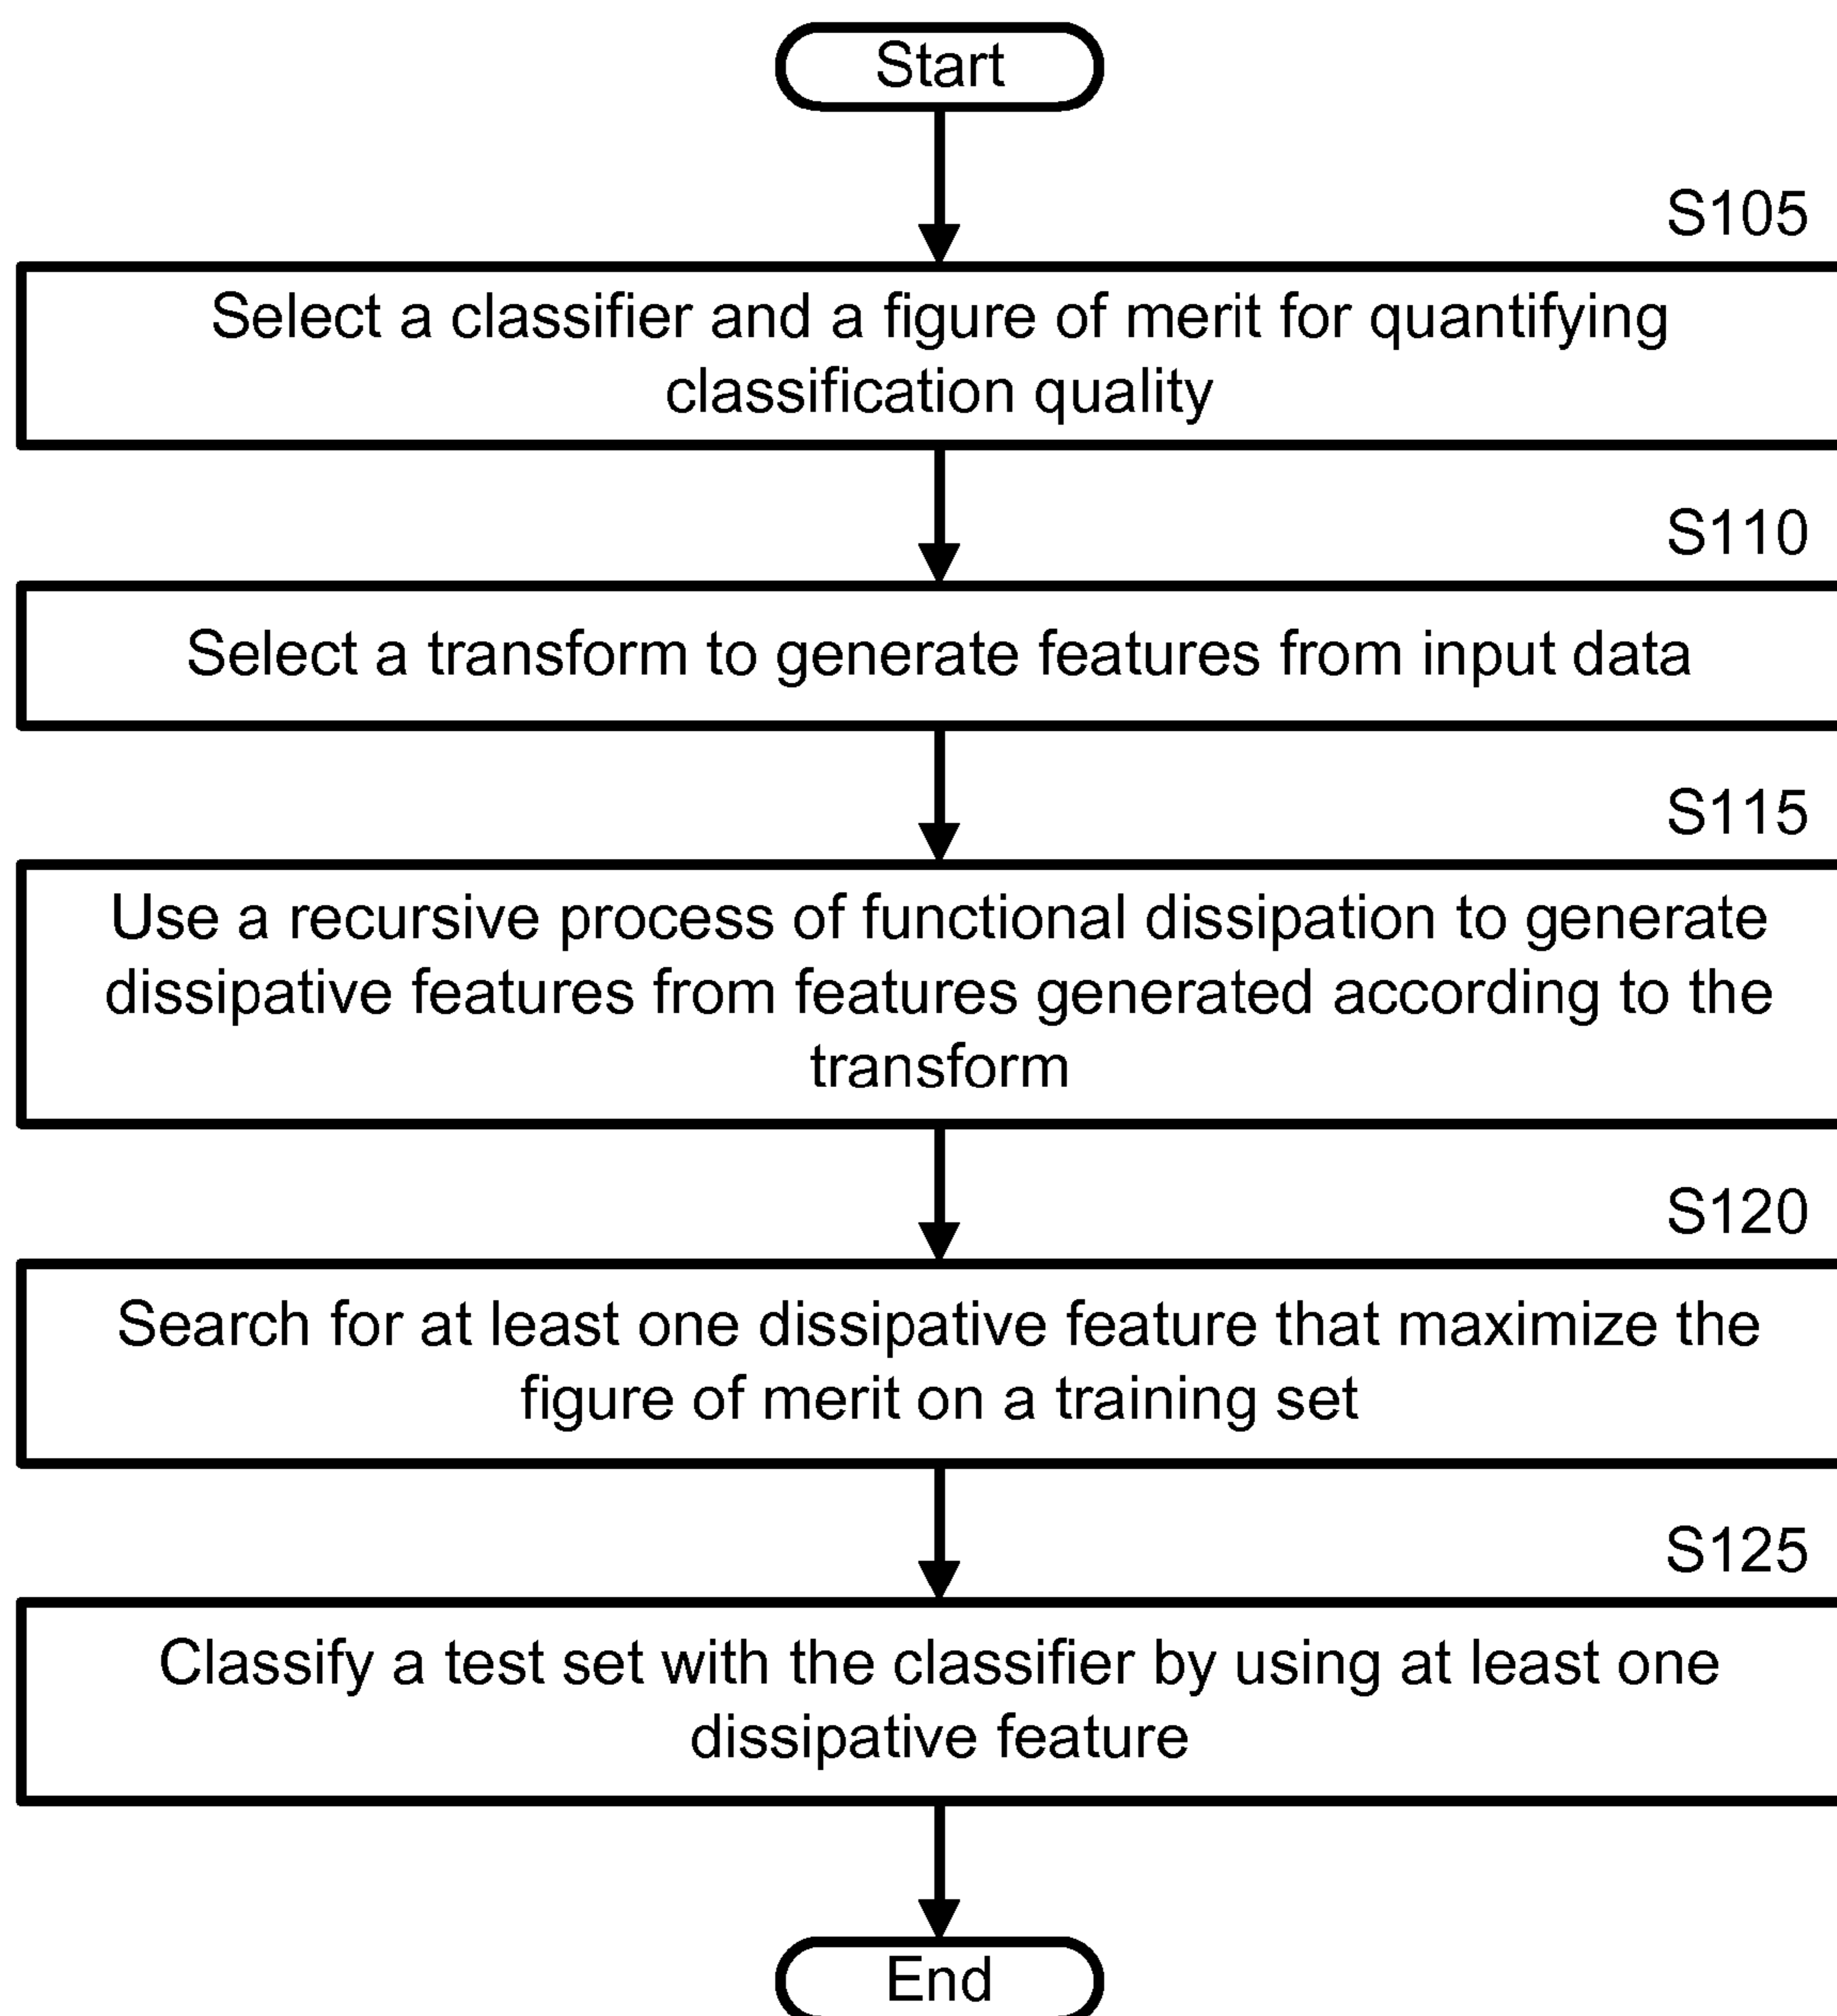 Start
S105
Select a classifier and a figure of merit for quantifying
classification quality
S110
Select a transform to generate features from input data
S115
Use a recursive process of functional dissipation to generate
dissipative features from features generated according to the
transform
S120
Search for at least one dissipative feature that maximize the
figure of merit on a training set
S125
Classify a test set with the classifier by using at least one
dissipative feature
End